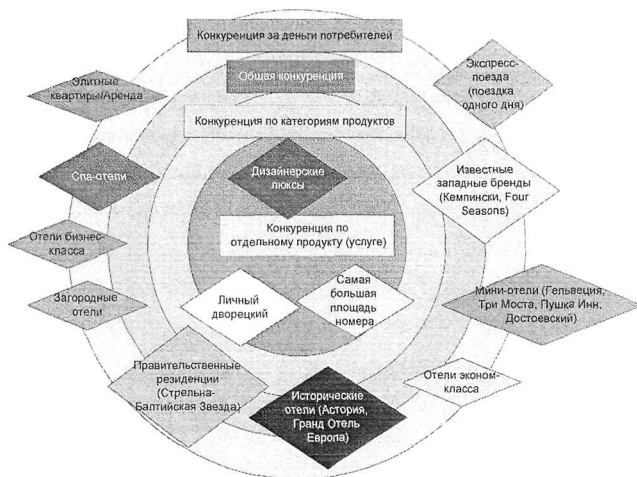 Конкуренция за деньги потребителей
Общая конкуренция
Экспресс-
поезда
(поездка
одного дня)
Элитные
квартиры/Аренда
Конкуренция по категориям продуктов
Спа-отели
Дизайнерские
люксы
Известные
западные бренды
(Кемпински, Four
Seasons)
Отели бизнес-
класса
Конкуренция по
отдельному продукту (услуге)
Загородные
отели
Личный
дворецкий
Самая
большая
площадь
номера
Мини-отели (Гельвеция,
Три Моста, Пушка Инн,
Достоевский)
Правительственные
резиденции
(Стрельна-
Балтийская Звезда)
Исторические
отели (Астория,
Гранд Отель
Европа)
Отели эконом-
класса